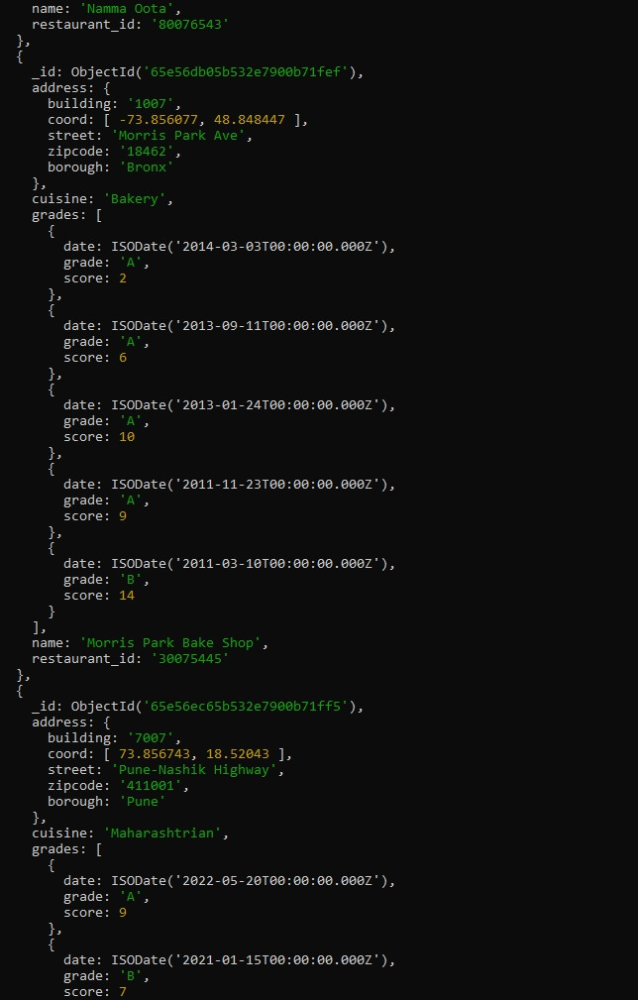 name: 'Namma Oota',
restaurant_id: '80076543'
},
{
_id: ObjectId('65e56db05b532e7900b71fef'),
address: {
building: '1007',
coord: [ -73.856077, 48.848447 ],
street: 'Morris Park Ave',
zipcode: '18462',
borough: 'Bronx'
},
cuisine: 'Bakery',
grades: [
{
date: ISODate('2014-03-03T00:00:00.000Z'),
grade: 'A',
score: 2
},
{
date: ISODate('2013-09-11T00:00:00.000Z'),
grade: 'A',
score: 6
},
{
date: ISODate('2013-01-24T00:00:00.000Z'),
grade: 'A',
score: 10
},
{
date: ISODate('2011-11-23T00:00:00.000Z'),
grade: 'A',
score: 9
},
{
date: ISODate('2011-03-10T00:00:00.000Z'),
grade: 'B',
score: 14
}
],
name: 'Morris Park Bake Shop',
restaurant_id: '30075445'
},
{
_id: ObjectId('65e56ec65b532e7900b71ff5'),
address: {
building: '7007',
coord: [ 73.856743, 18.52043 ],
street: 'Pune-Nashik Highway',
zipcode: '411001',
borough: 'Pune'
},
cuisine: 'Maharashtrian',
grades: [
{
date: ISODate('2022-05-20T00:00:00.000Z'),
grade: 'A',
score: 9
},
{
date: ISODate('2021-01-15T00:00:00.000Z'),
grade: 'B',
score: 7